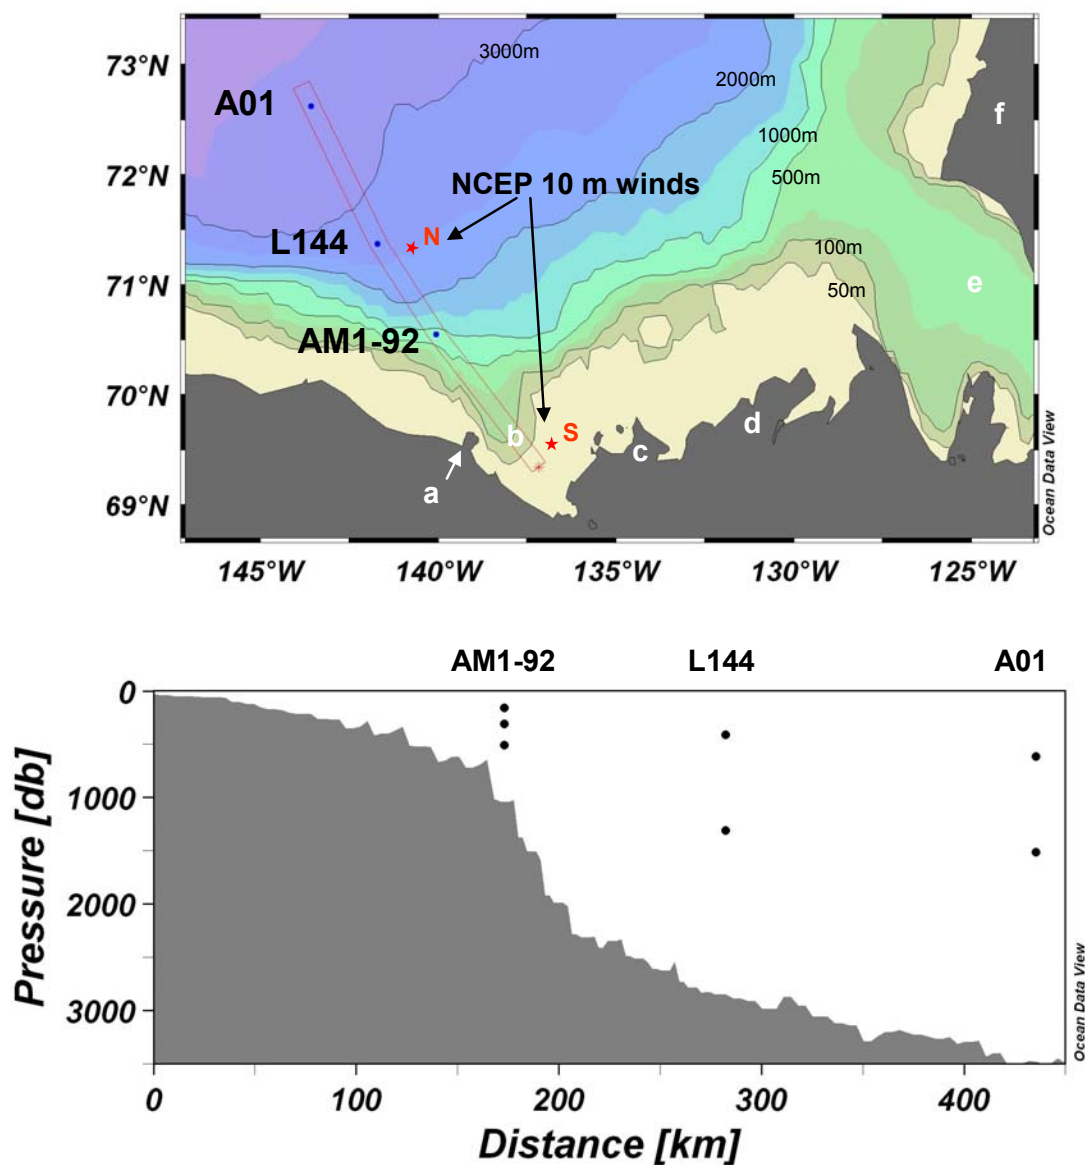 73°N
3000m
2000m
A01
1000m
f
72°N
NCEP 10 m winds
500m
N
L144
100m
71°N
50m
e
AM1-92
70°N
b
S
d
c
a
69°N
Ocean Data View
145°W 140°W 135°W 130°W 125°W
AM1-92 L144 A01
0
1000
2000
3000
Pressure [db]
Ocean Data View
0 100 200 300 400
Distance [km]